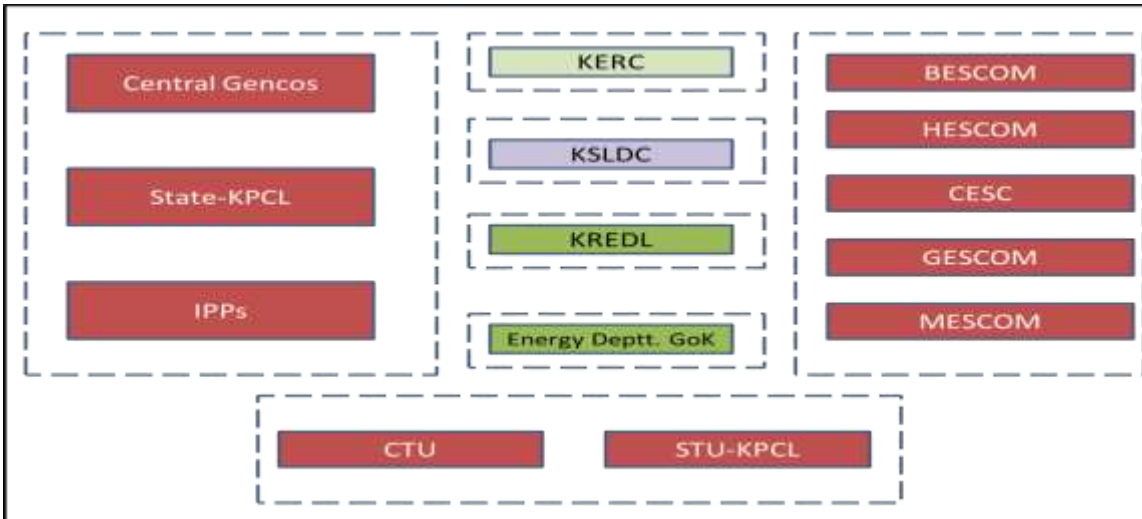 Central Gencos
State-KPCL
IPPs
KERC
KSLDC
KREDL
Energy Deptt. GoK
BESCOM
HESCOM
CESC
GESCOM
MESCOM
CTU
STU-KPCL